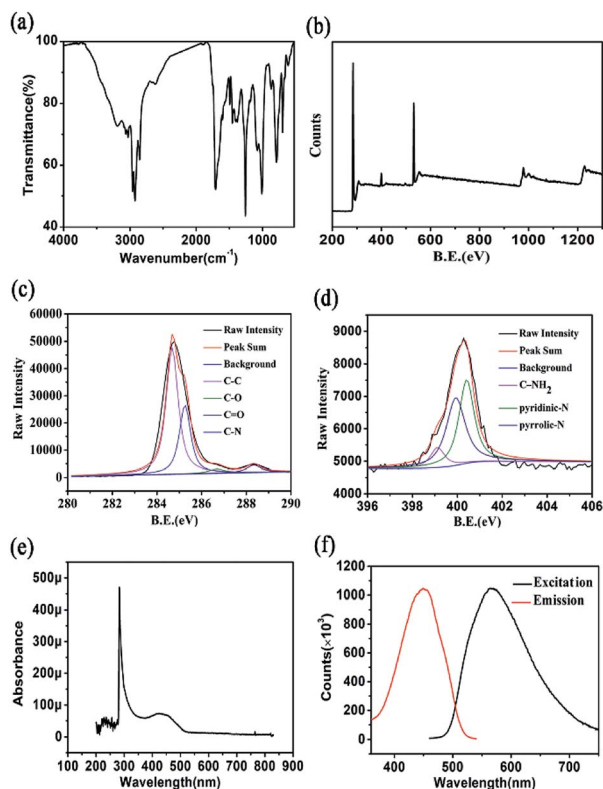 (a)
100
80
60
40
Transmittance(%)
4000 3000 2000 1000
Wavenumber(cm-1)
(b)
Counts
200 400 600 800 1000 1200
B.E.(eV)
(c)
60000
50000
40000
30000
20000
10000
0
Raw Intensity
Raw Intensity
Peak Sum
Background
C-C
C-O
C=O
C-N
280 282 284 286 288 290
B.E.(eV)
(d)
9000
8000
7000
6000
5000
4000
Raw Intensity
Raw Intensity
Peak Sum
Background
C-NH2
pyridinic-N
pyrrolic-N
396 398 400 402 404 406
B.E.(eV)
(e)
500µ
400µ
300µ
200µ
100µ
0
Absorbance
100 200 300 400 500 600 700 800 900
Wavelength(nm)
(f)
1200
1000
800
600
400
200
0
Counts(×10³)
Excitation
Emission
400 500 600 700
Wavelength(nm)